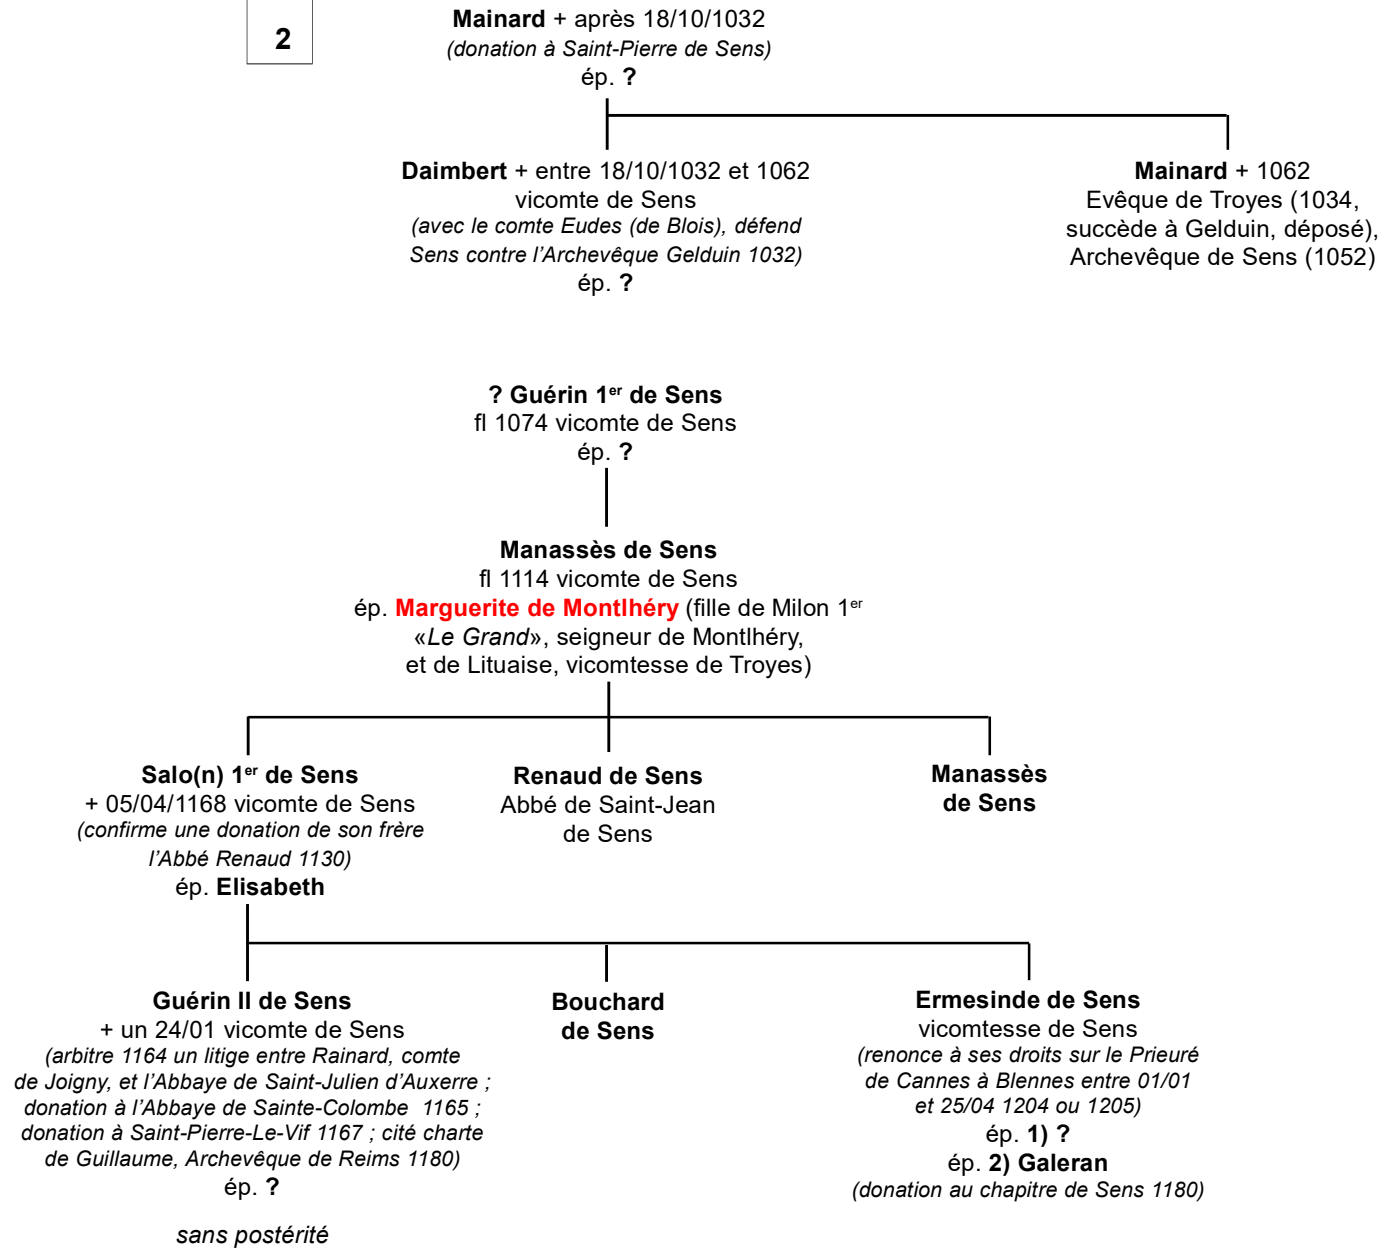 2
Mainard + après 18/10/1032
(donation à Saint-Pierre de Sens)
ép. ?
Daimbert + entre 18/10/1032 et 1062
vicomte de Sens
(avec le comte Eudes (de Blois), défend
Sens contre l'Archevêque Gelduin 1032)
ép. ?
Mainard + 1062
Evêque de Troyes (1034,
succède à Gelduin, déposé),
Archevêque de Sens (1052)
? Guérin 1er de Sens
fl 1074 vicomte de Sens
ép. ?
Manassès de Sens
fl 1114 vicomte de Sens
ép. Marguerite de Montlhéry (fille de Milon 1er
«Le Grand», seigneur de Montlhéry,
et de Lituaise, vicomtesse de Troyes)
Salo(n) 1er de Sens
+ 05/04/1168 vicomte de Sens
(confirme une donation de son frère
l'Abbé Renaud 1130)
ép. Elisabeth
Renaud de Sens
Abbé de Saint-Jean
de Sens
Manassès
de Sens
Guérin II de Sens
+ un 24/01 vicomte de Sens
(arbitre 1164 un litige entre Rainard, comte
de Joigny, et l'Abbaye de Saint-Julien d'Auxerre ;
donation à l'Abbaye de Sainte-Colombe 1165 ;
donation à Saint-Pierre-Le-Vif 1167 ; cité charte
de Guillaume, Archevêque de Reims 1180)
ép. ?
sans postérité
Bouchard
de Sens
Ermesinde de Sens
vicomtesse de Sens
(renonce à ses droits sur le Prieuré
de Cannes à Blennes entre 01/01
et 25/04 1204 ou 1205)
ép. 1) ?
ép. 2) Galeran
(donation au chapitre de Sens 1180)